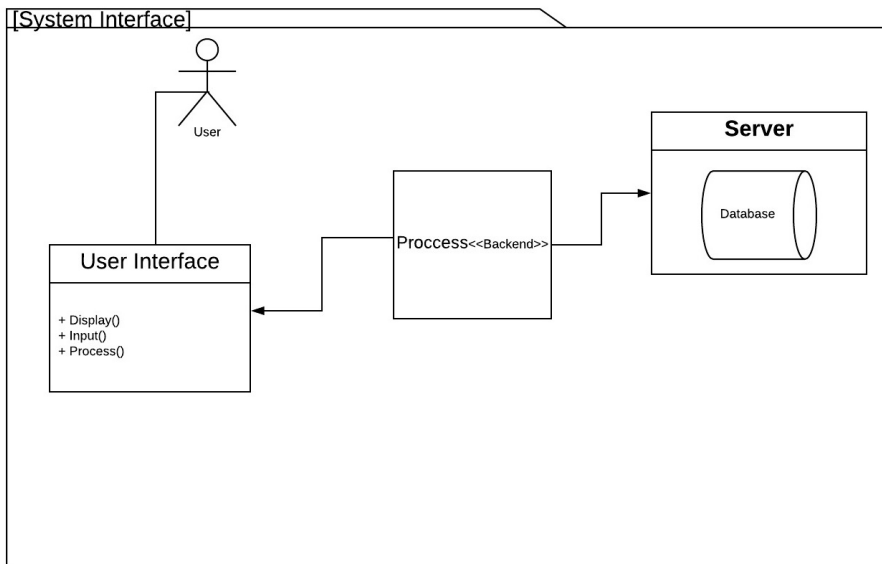 [System Interface]
User
Server
Database
Proccess<<Backend>>
User Interface
+ Display()
+ Input()
+ Process()